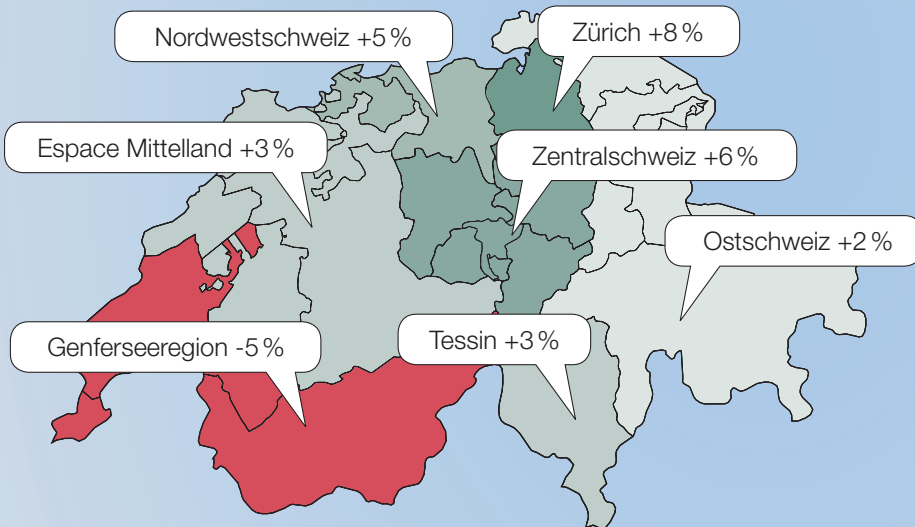 Nordwestschweiz +5 %
Zürich +8 %
Espace Mittelland +3 %
Zentralschweiz +6 %
Ostschweiz +2 %
Genferseeregion -5 %
Tessin +3 %